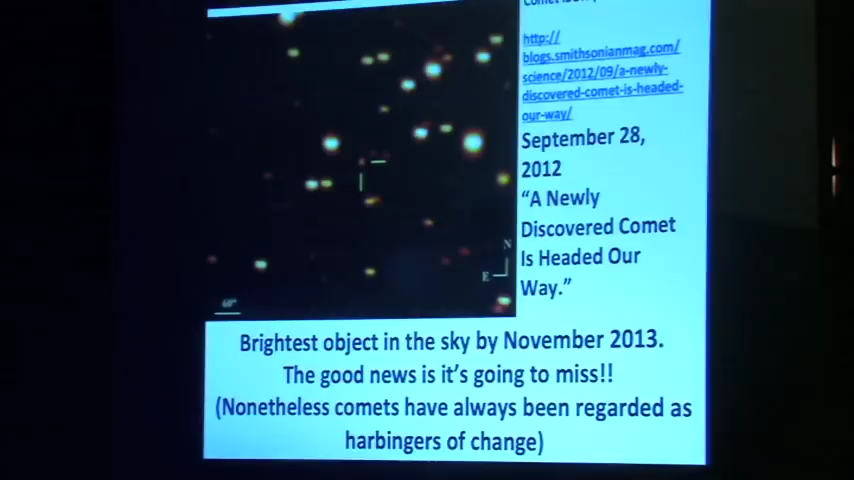 http://
blogs.smithsonianmag.com/
science/2012/09/a-newly-
discovered-comet-is-headed-
our-way/
September 28,
2012
“A Newly
Discovered Comet
Is Headed Our
Way.”
N
E
60"
Brightest object in the sky by November 2013.
The good news is it’s going to miss!!
(Nonetheless comets have always been regarded as
harbingers of change)